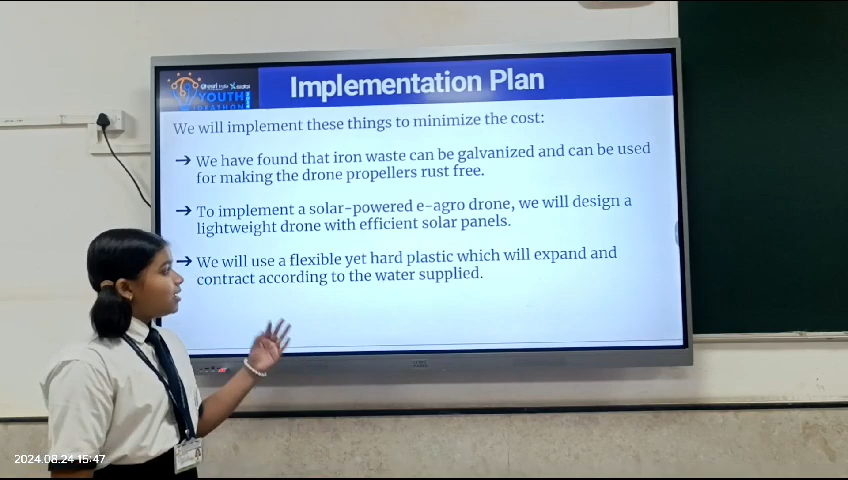 Implementation Plan
YOUTH
IDEATHON
We will implement these things to minimize the cost:
➔ We have found that iron waste can be galvanized and can be used
for making the drone propellers rust free.
➔ To implement a solar-powered e-agro drone, we will design a
lightweight drone with efficient solar panels.
➔ We will use a flexible yet hard plastic which will expand and
contract according to the water supplied.
2024.08.24 15:47